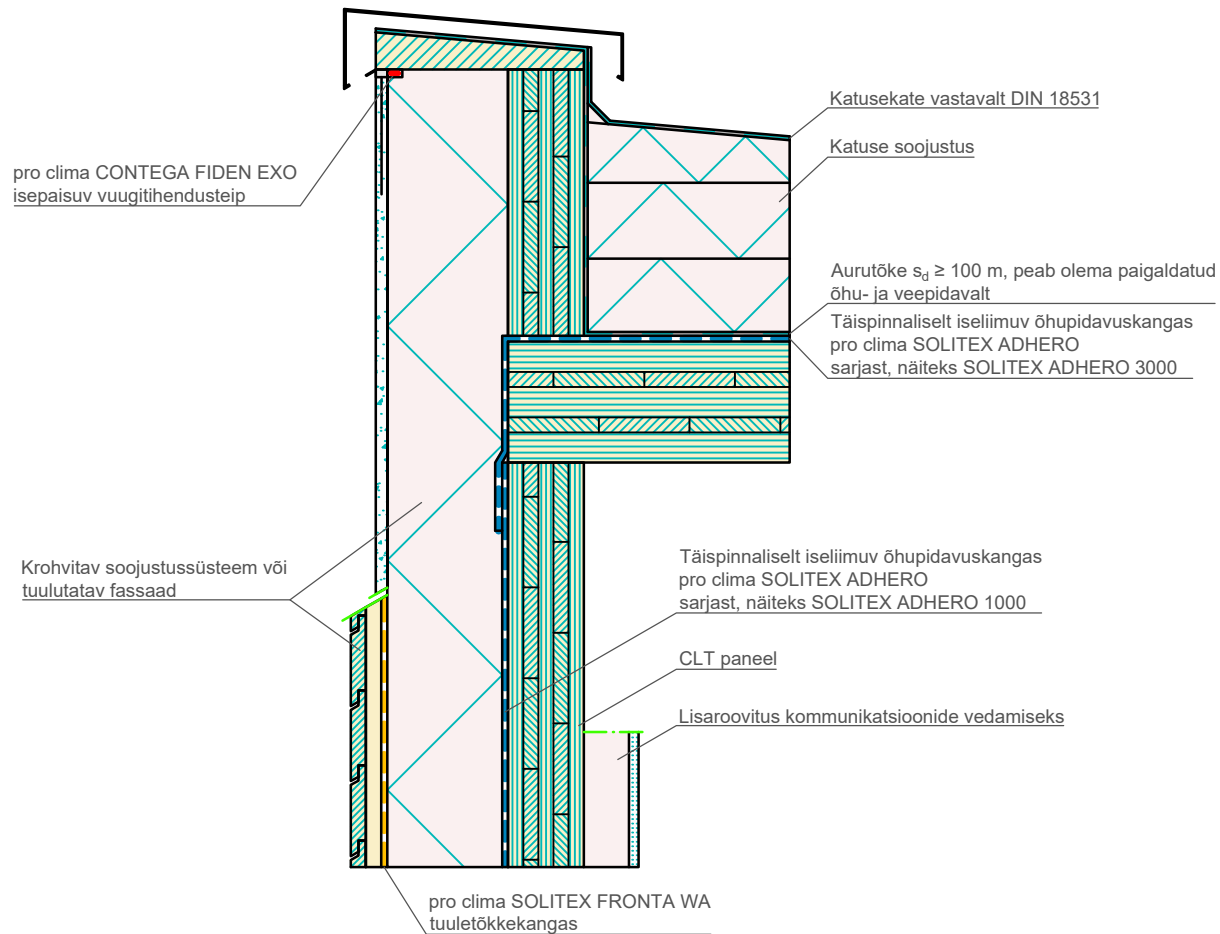 Katusekate vastavalt DIN 18531
Katuse soojustus
pro clima CONTEGA FIDEN EXO
isepaisuv vuugitihendusteip
Aurutõke sd ≥ 100 m, peab olema paigaldatud
õhu- ja veepidavalt
Täispinnaliselt iseliimuv õhupidavuskangas
pro clima SOLITEX ADHERO
sarjast, näiteks SOLITEX ADHERO 3000
Krohvitav soojustussüsteem või
tuulutatav fassaad
Täispinnaliselt iseliimuv õhupidavuskangas
pro clima SOLITEX ADHERO
sarjast, näiteks SOLITEX ADHERO 1000
CLT paneel
Lisaroovitus kommunikatsioonide vedamiseks
pro clima SOLITEX FRONTA WA
tuuletõkkekangas